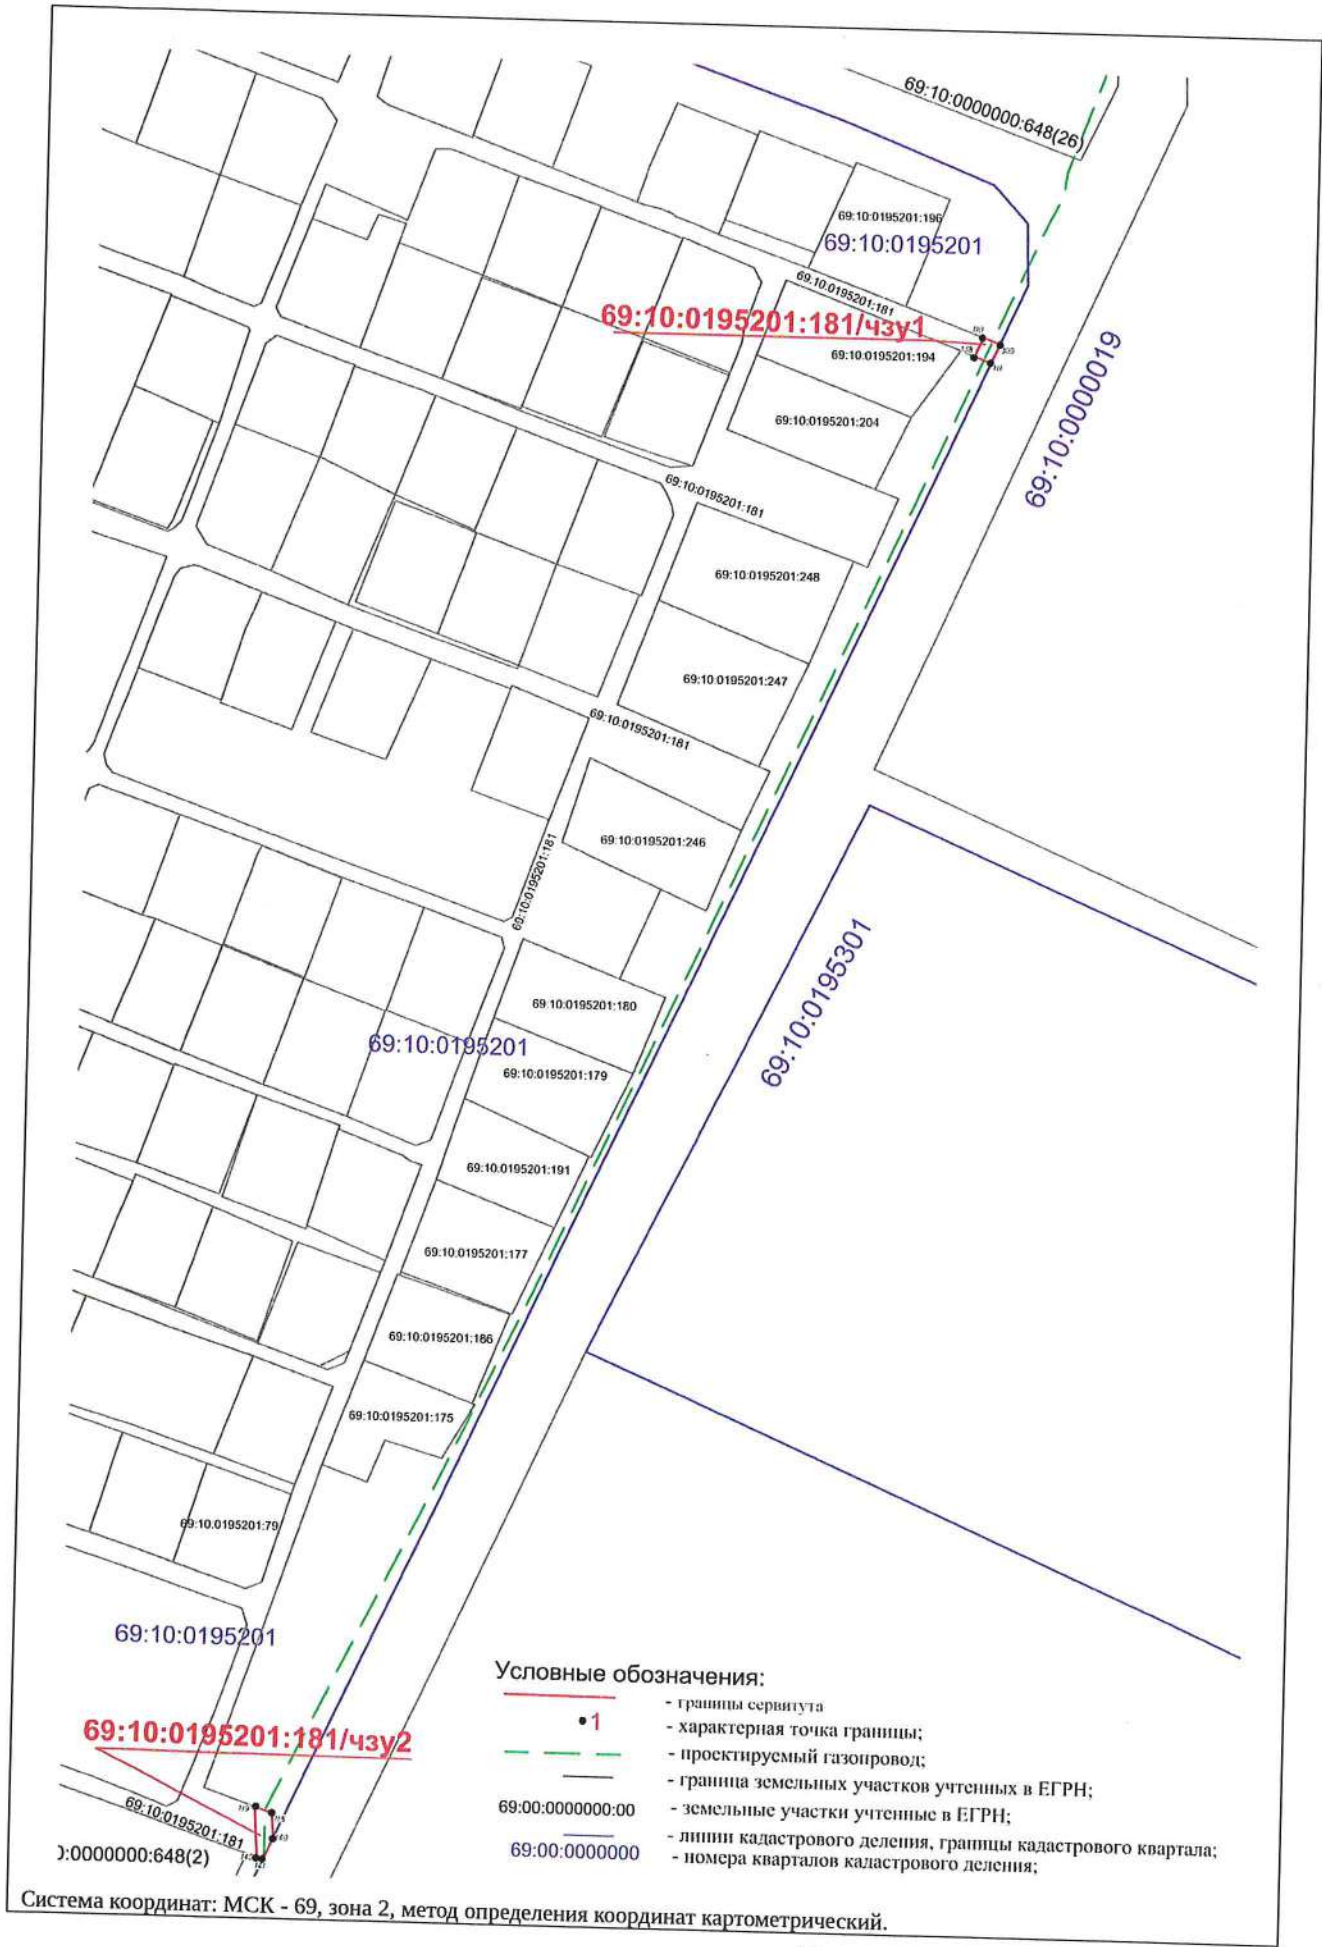 69:10:0000000:648(26)
69:10:0195201:196
69:10:0195201
69:10:0195201:181
69:10:0195201:181/чзу1
69:10:0195201:194
69:10:0000019
69:10:0195201:204
69:10:0195201:181
69:10:0195201:248
69:10:0195201:247
69:10:0195201:181
69:10:0195201:246
69:10:0195201:181
69:10:0195301
69:10:0195201:180
69:10:0195201
69:10:0195201:179
69:10:0195201:191
69:10:0195201:177
69:10:0195201:186
69:10:0195201:175
69:10:0195201:79
69:10:0195201
69:10:0195201:181/чзу2
69:10:0195201:181
0:0000000:648(2)
Условные обозначения:
- границы сервитута
1 - характерная точка границы;
- проектируемый газопровод;
- граница земельных участков учтенных в ЕГРН;
69:00:0000000:00 - земельные участки учтенные в ЕГРН;
- линии кадастрового деления, границы кадастрового квартала;
69:00:0000000 - номера кварталов кадастрового деления;
Система координат: МСК - 69, зона 2, метод определения координат картометрический.